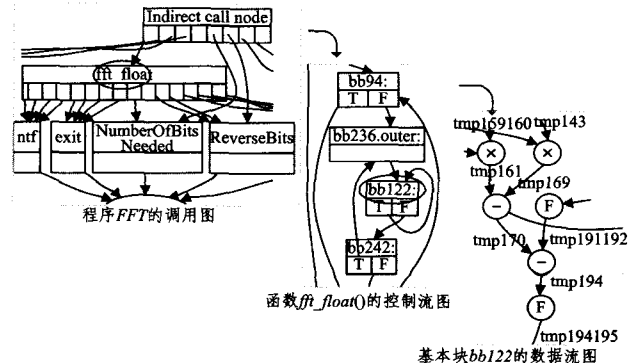 Indirect call node
fft_float
ntf
exit
NumberOfBits
Needed
ReverseBits
程序FFT的调用图
bb94:
T F
bb236.outer:
bb122:
T F
bb242:
T F
函数fft_float()的控制流图
tmp159160
tmp143
×
×
tmp161
tmp169
−
F
tmp170
tmp191192
−
tmp194
F
tmp194195
基本块bb122的数据流图